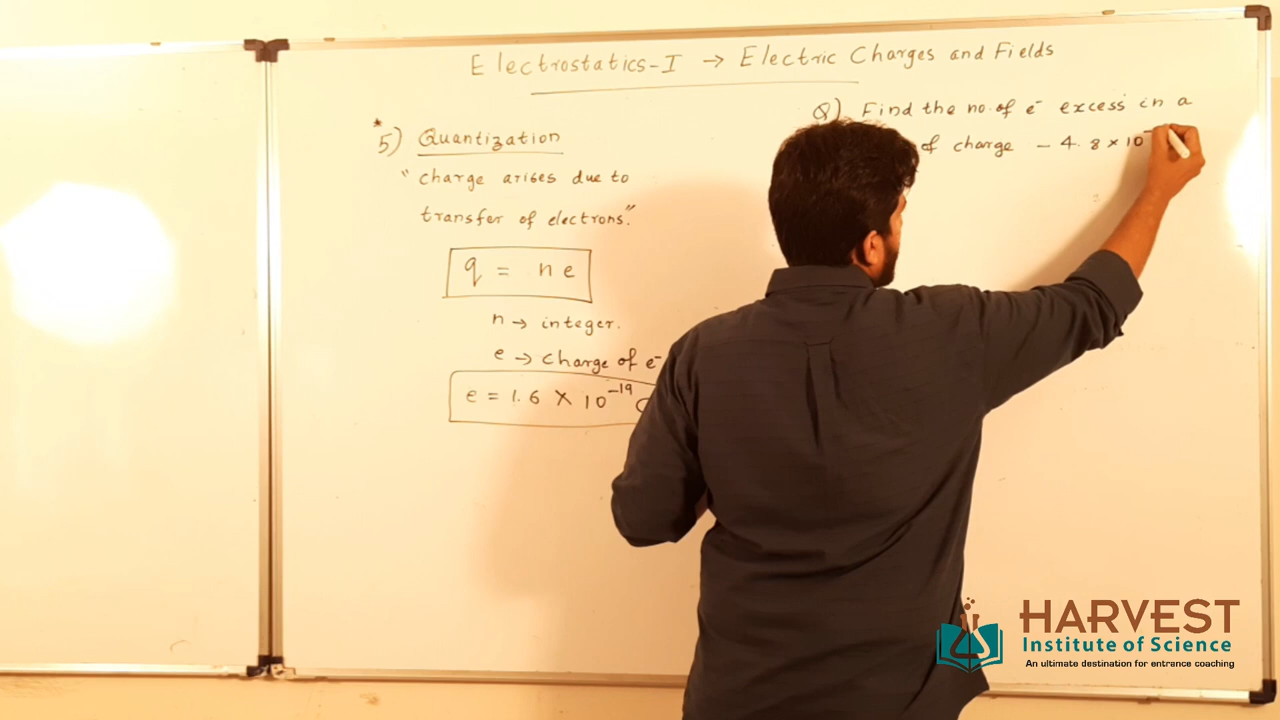 Electrostatics-I → Electric Charges and Fields
* 5) Quantization
"charge arises due to
transfer of electrons."
q = ne
n → integer.
e → charge of e⁻
e = 1.6 × 10⁻¹⁹ C
Q) Find the no. of e⁻ excess in a
of charge - 4.8 × 10⁻
HARVEST
Institute of Science
An ultimate destination for entrance coaching